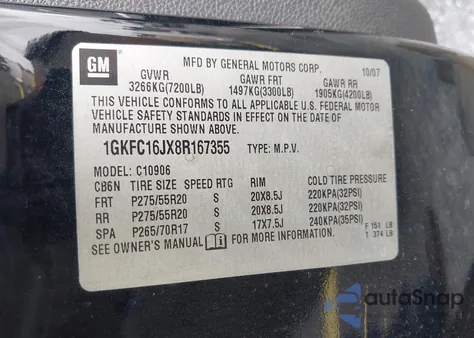 GM
MFD BY GENERAL MOTORS CORP. 10/07
GVWR GAWR FRT GAWR RR
3266KG(7200LB) 1497KG(3300LB) 1905KG(4200LB)
THIS VEHICLE CONFORMS TO ALL APPLICABLE U.S. FEDERAL MOTOR
VEHICLE SAFETY STANDARDS IN EFFECT ON THE DATE OF
MANUFACTURE SHOWN ABOVE.
1GKFC16JX8R167355 TYPE: M.P.V.
MODEL: C10906
CB6N TIRE SIZE SPEED RTG RIM COLD TIRE PRESSURE
FRT P275/55R20 S 20X8.5J 220KPA(32PSI)
RR P275/55R20 S 20X8.5J 220KPA(32PSI)
SPA P265/70R17 S 17X7.5J 240KPA(35PSI) F 151 LB
SEE OWNER'S MANUAL i FOR MORE INFORMATION. T 374 LB
autoSnap